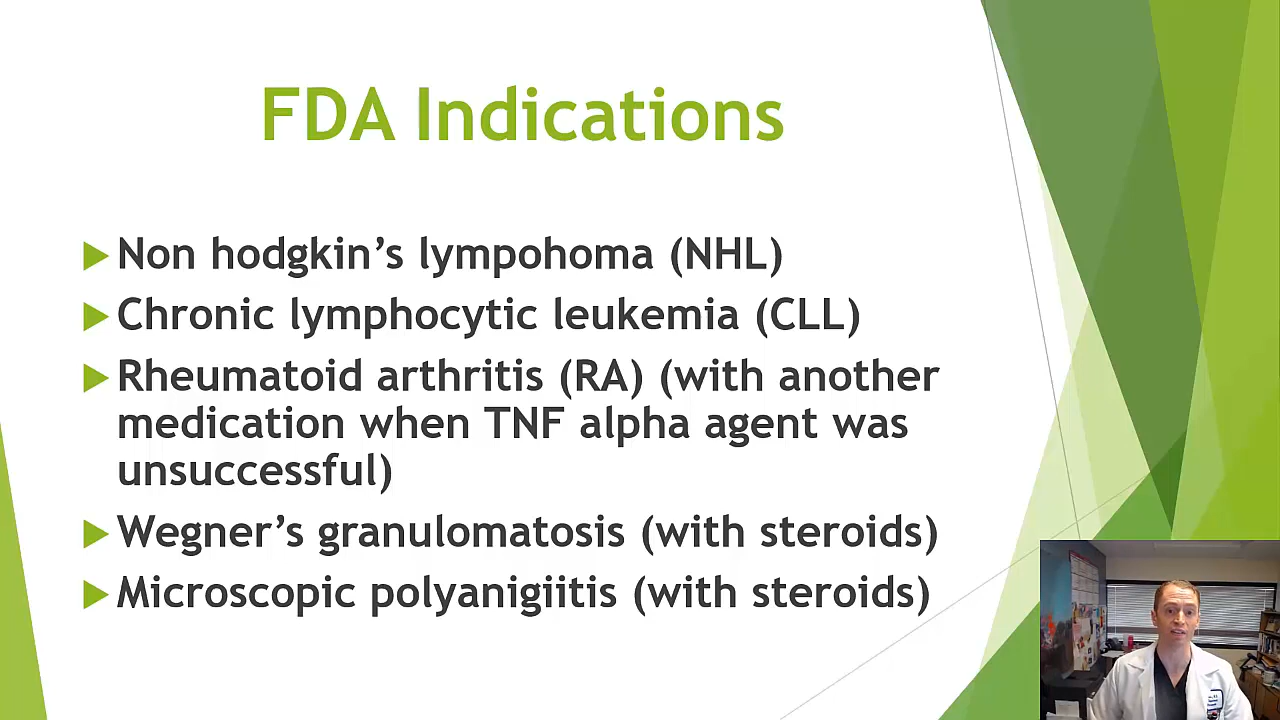 FDA Indications
Non hodgkin’s lympohoma (NHL)
Chronic lymphocytic leukemia (CLL)
Rheumatoid arthritis (RA) (with another
medication when TNF alpha agent was
unsuccessful)
Wegner’s granulomatosis (with steroids)
Microscopic polyanigiitis (with steroids)